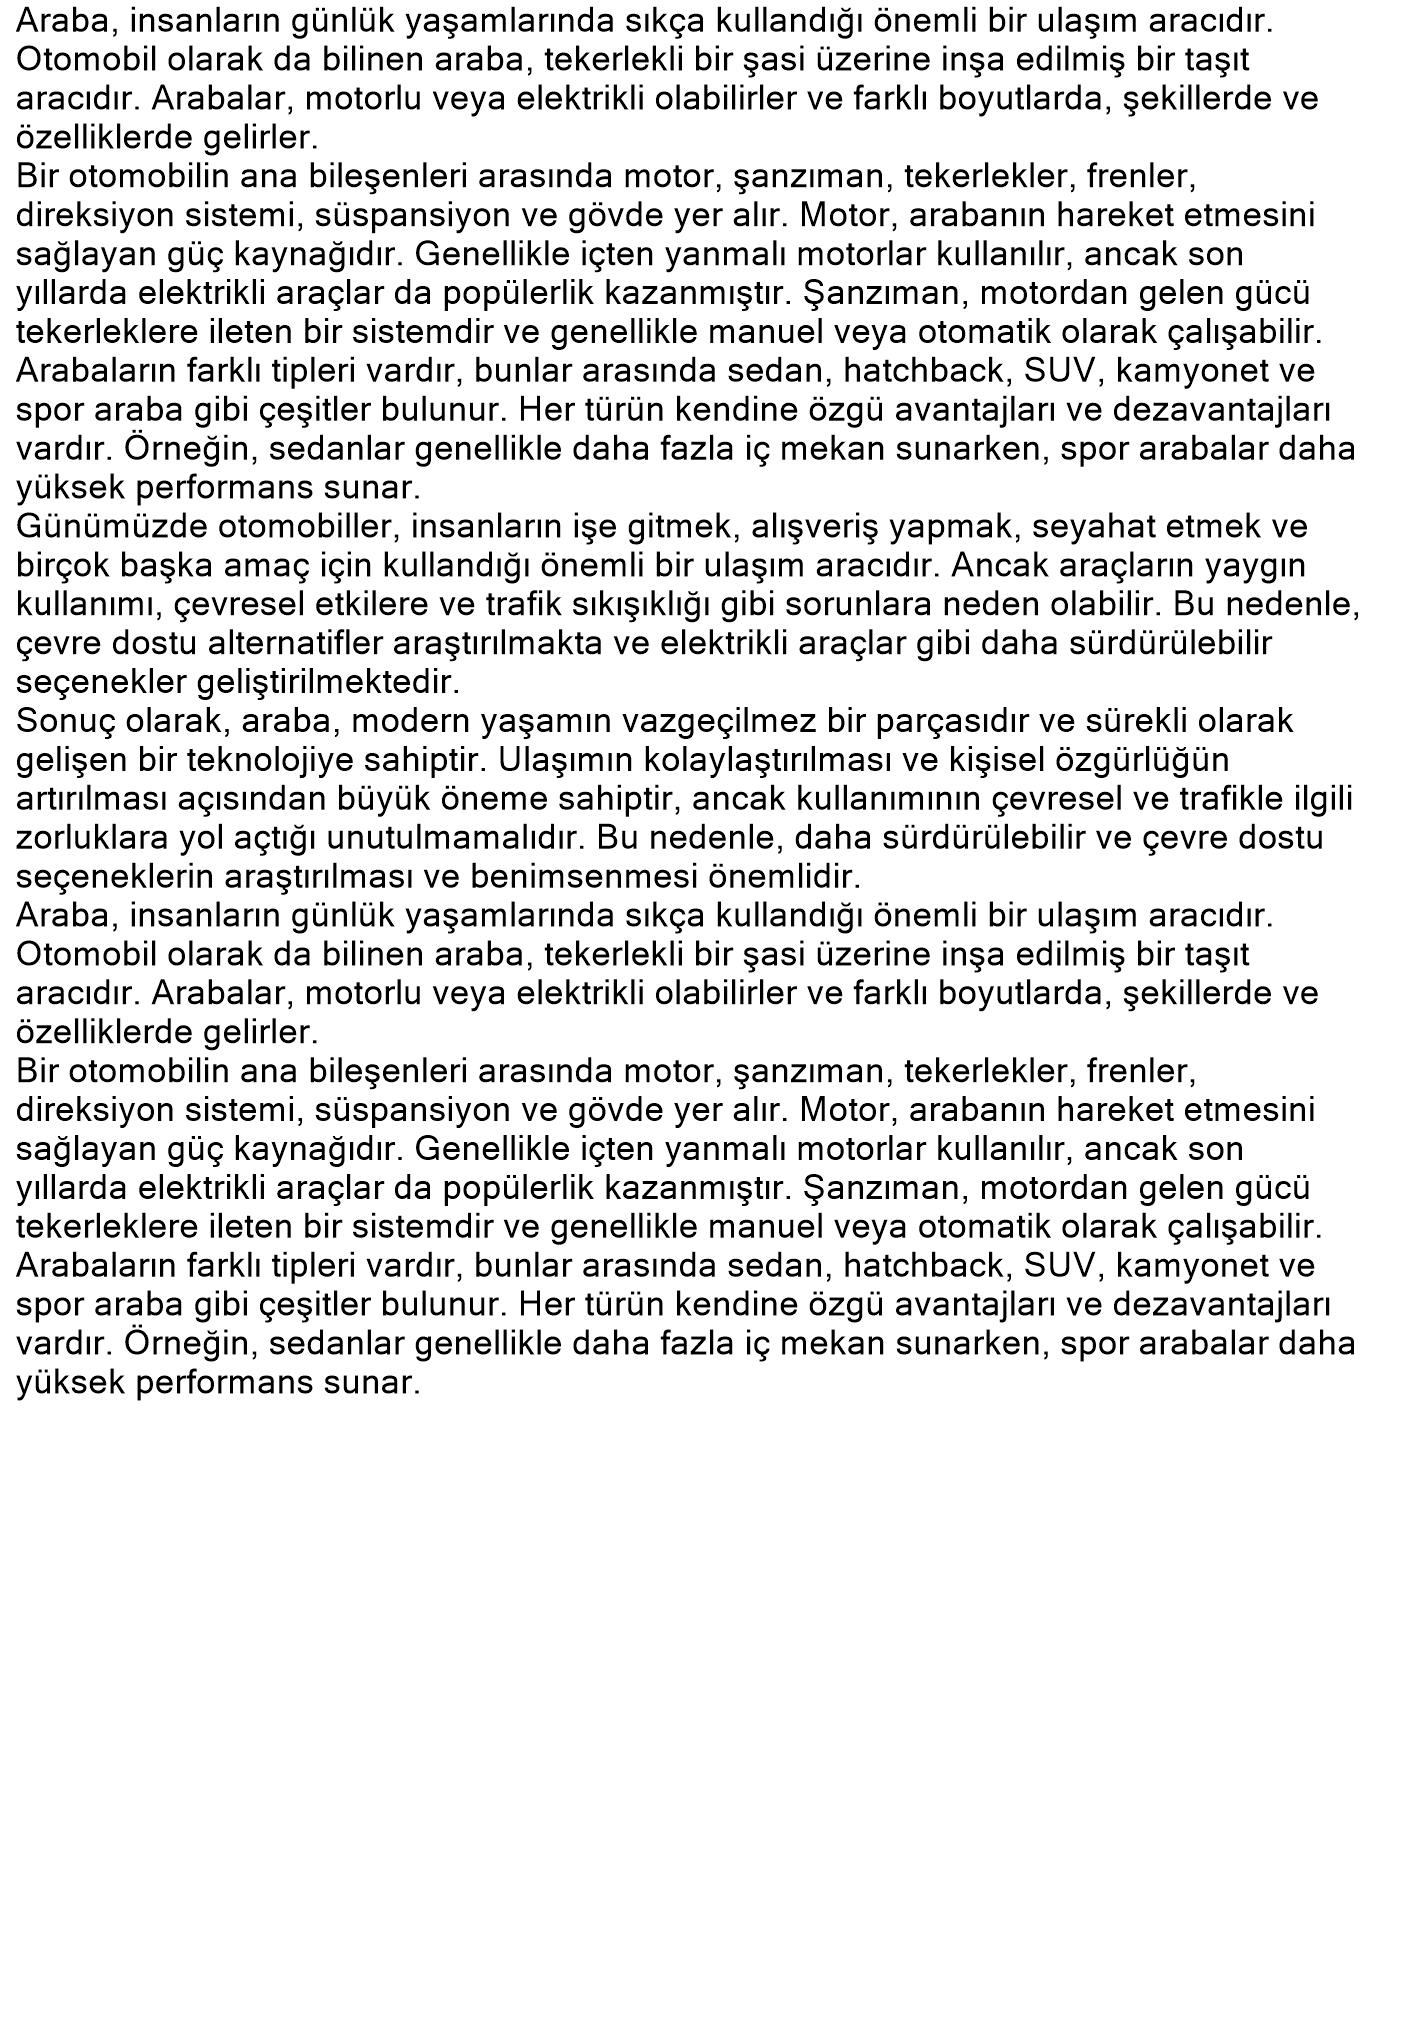 Araba, insanların günlük yaşamlarında sıkça kullandığı önemli bir ulaşım aracıdır.
Otomobil olarak da bilinen araba, tekerlekli bir şasi üzerine inşa edilmiş bir taşıt
aracıdır. Arabalar, motorlu veya elektrikli olabilirler ve farklı boyutlarda, şekillerde ve
özelliklerde gelirler.
Bir otomobilin ana bileşenleri arasında motor, şanzıman, tekerlekler, frenler,
direksiyon sistemi, süspansiyon ve gövde yer alır. Motor, arabanın hareket etmesini
sağlayan güç kaynağıdır. Genellikle içten yanmalı motorlar kullanılır, ancak son
yıllarda elektrikli araçlar da popülerlik kazanmıştır. Şanzıman, motordan gelen gücü
tekerleklere ileten bir sistemdir ve genellikle manuel veya otomatik olarak çalışabilir.
Arabaların farklı tipleri vardır, bunlar arasında sedan, hatchback, SUV, kamyonet ve
spor araba gibi çeşitler bulunur. Her türün kendine özgü avantajları ve dezavantajları
vardır. Örneğin, sedanlar genellikle daha fazla iç mekan sunarken, spor arabalar daha
yüksek performans sunar.
Günümüzde otomobiller, insanların işe gitmek, alışveriş yapmak, seyahat etmek ve
birçok başka amaç için kullandığı önemli bir ulaşım aracıdır. Ancak araçların yaygın
kullanımı, çevresel etkilere ve trafik sıkışıklığı gibi sorunlara neden olabilir. Bu nedenle,
çevre dostu alternatifler araştırılmakta ve elektrikli araçlar gibi daha sürdürülebilir
seçenekler geliştirilmektedir.
Sonuç olarak, araba, modern yaşamın vazgeçilmez bir parçasıdır ve sürekli olarak
gelişen bir teknolojiye sahiptir. Ulaşımın kolaylaştırılması ve kişisel özgürlüğün
artırılması açısından büyük öneme sahiptir, ancak kullanımının çevresel ve trafikle ilgili
zorluklara yol açtığı unutulmamalıdır. Bu nedenle, daha sürdürülebilir ve çevre dostu
seçeneklerin araştırılması ve benimsenmesi önemlidir.
Araba, insanların günlük yaşamlarında sıkça kullandığı önemli bir ulaşım aracıdır.
Otomobil olarak da bilinen araba, tekerlekli bir şasi üzerine inşa edilmiş bir taşıt
aracıdır. Arabalar, motorlu veya elektrikli olabilirler ve farklı boyutlarda, şekillerde ve
özelliklerde gelirler.
Bir otomobilin ana bileşenleri arasında motor, şanzıman, tekerlekler, frenler,
direksiyon sistemi, süspansiyon ve gövde yer alır. Motor, arabanın hareket etmesini
sağlayan güç kaynağıdır. Genellikle içten yanmalı motorlar kullanılır, ancak son
yıllarda elektrikli araçlar da popülerlik kazanmıştır. Şanzıman, motordan gelen gücü
tekerleklere ileten bir sistemdir ve genellikle manuel veya otomatik olarak çalışabilir.
Arabaların farklı tipleri vardır, bunlar arasında sedan, hatchback, SUV, kamyonet ve
spor araba gibi çeşitler bulunur. Her türün kendine özgü avantajları ve dezavantajları
vardır. Örneğin, sedanlar genellikle daha fazla iç mekan sunarken, spor arabalar daha
yüksek performans sunar.